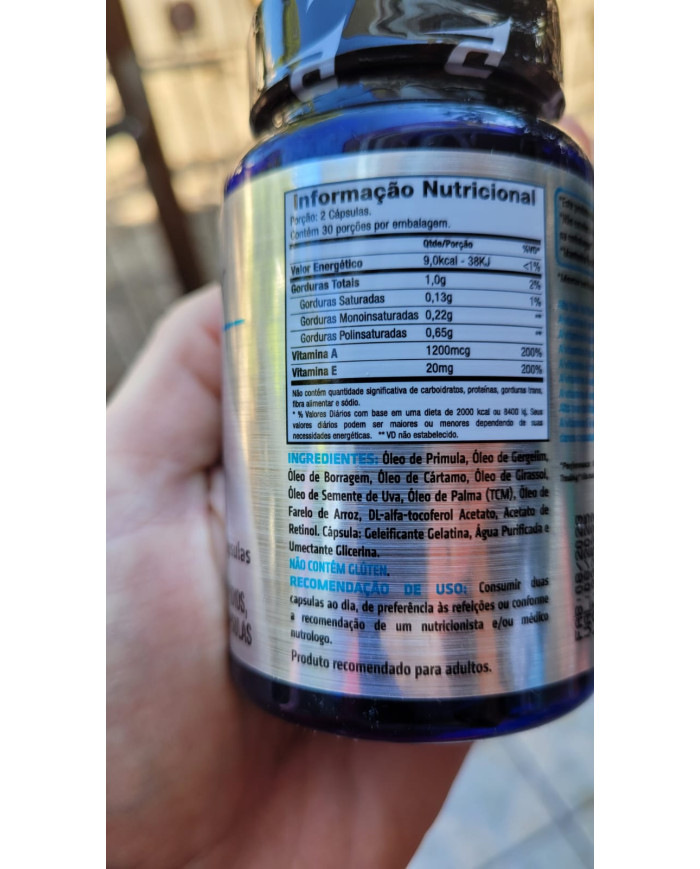 Informação Nutricional
Porção: 2 Cápsulas.
Contém 30 porções por embalagem.
Qtde/Porção %VD*
Valor Energético 9,0kcal - 38KJ <1%
Gorduras Totais 1,0g 2%
Gorduras Saturadas 0,13g 1%
Gorduras Monoinsaturadas 0,22g **
Gorduras Polinsaturadas 0,65g **
Vitamina A 1200mcg 200%
Vitamina E 20mg 200%
Não contém quantidade significativa de carboidratos, proteínas, gorduras trans,
fibra alimentar e sódio.
* % Valores Diários com base em uma dieta de 2000 kcal ou 8400 kj. Seus
valores diários podem ser maiores ou menores dependendo de suas
necessidades energéticas. ** VD não estabelecido.
INGREDIENTES: Óleo de Primula, Óleo de Gergelim,
Óleo de Borragem, Óleo de Cártamo, Óleo de Girassol,
Óleo de Semente de Uva, Óleo de Palma (TCM), Óleo de
Farelo de Arroz, DL-alfa-tocoferol Acetato, Acetato de
Retinol. Cápsula: Geleificante Gelatina, Água Purificada e
Umectante Glicerina.
NÃO CONTÉM GLÚTEN.
RECOMENDAÇÃO DE USO: Consumir duas
capsulas ao dia, de preferência às refeições ou conforme
a recomendação de um nutricionista e/ou médico
nutrologo.
Produto recomendado para adultos.